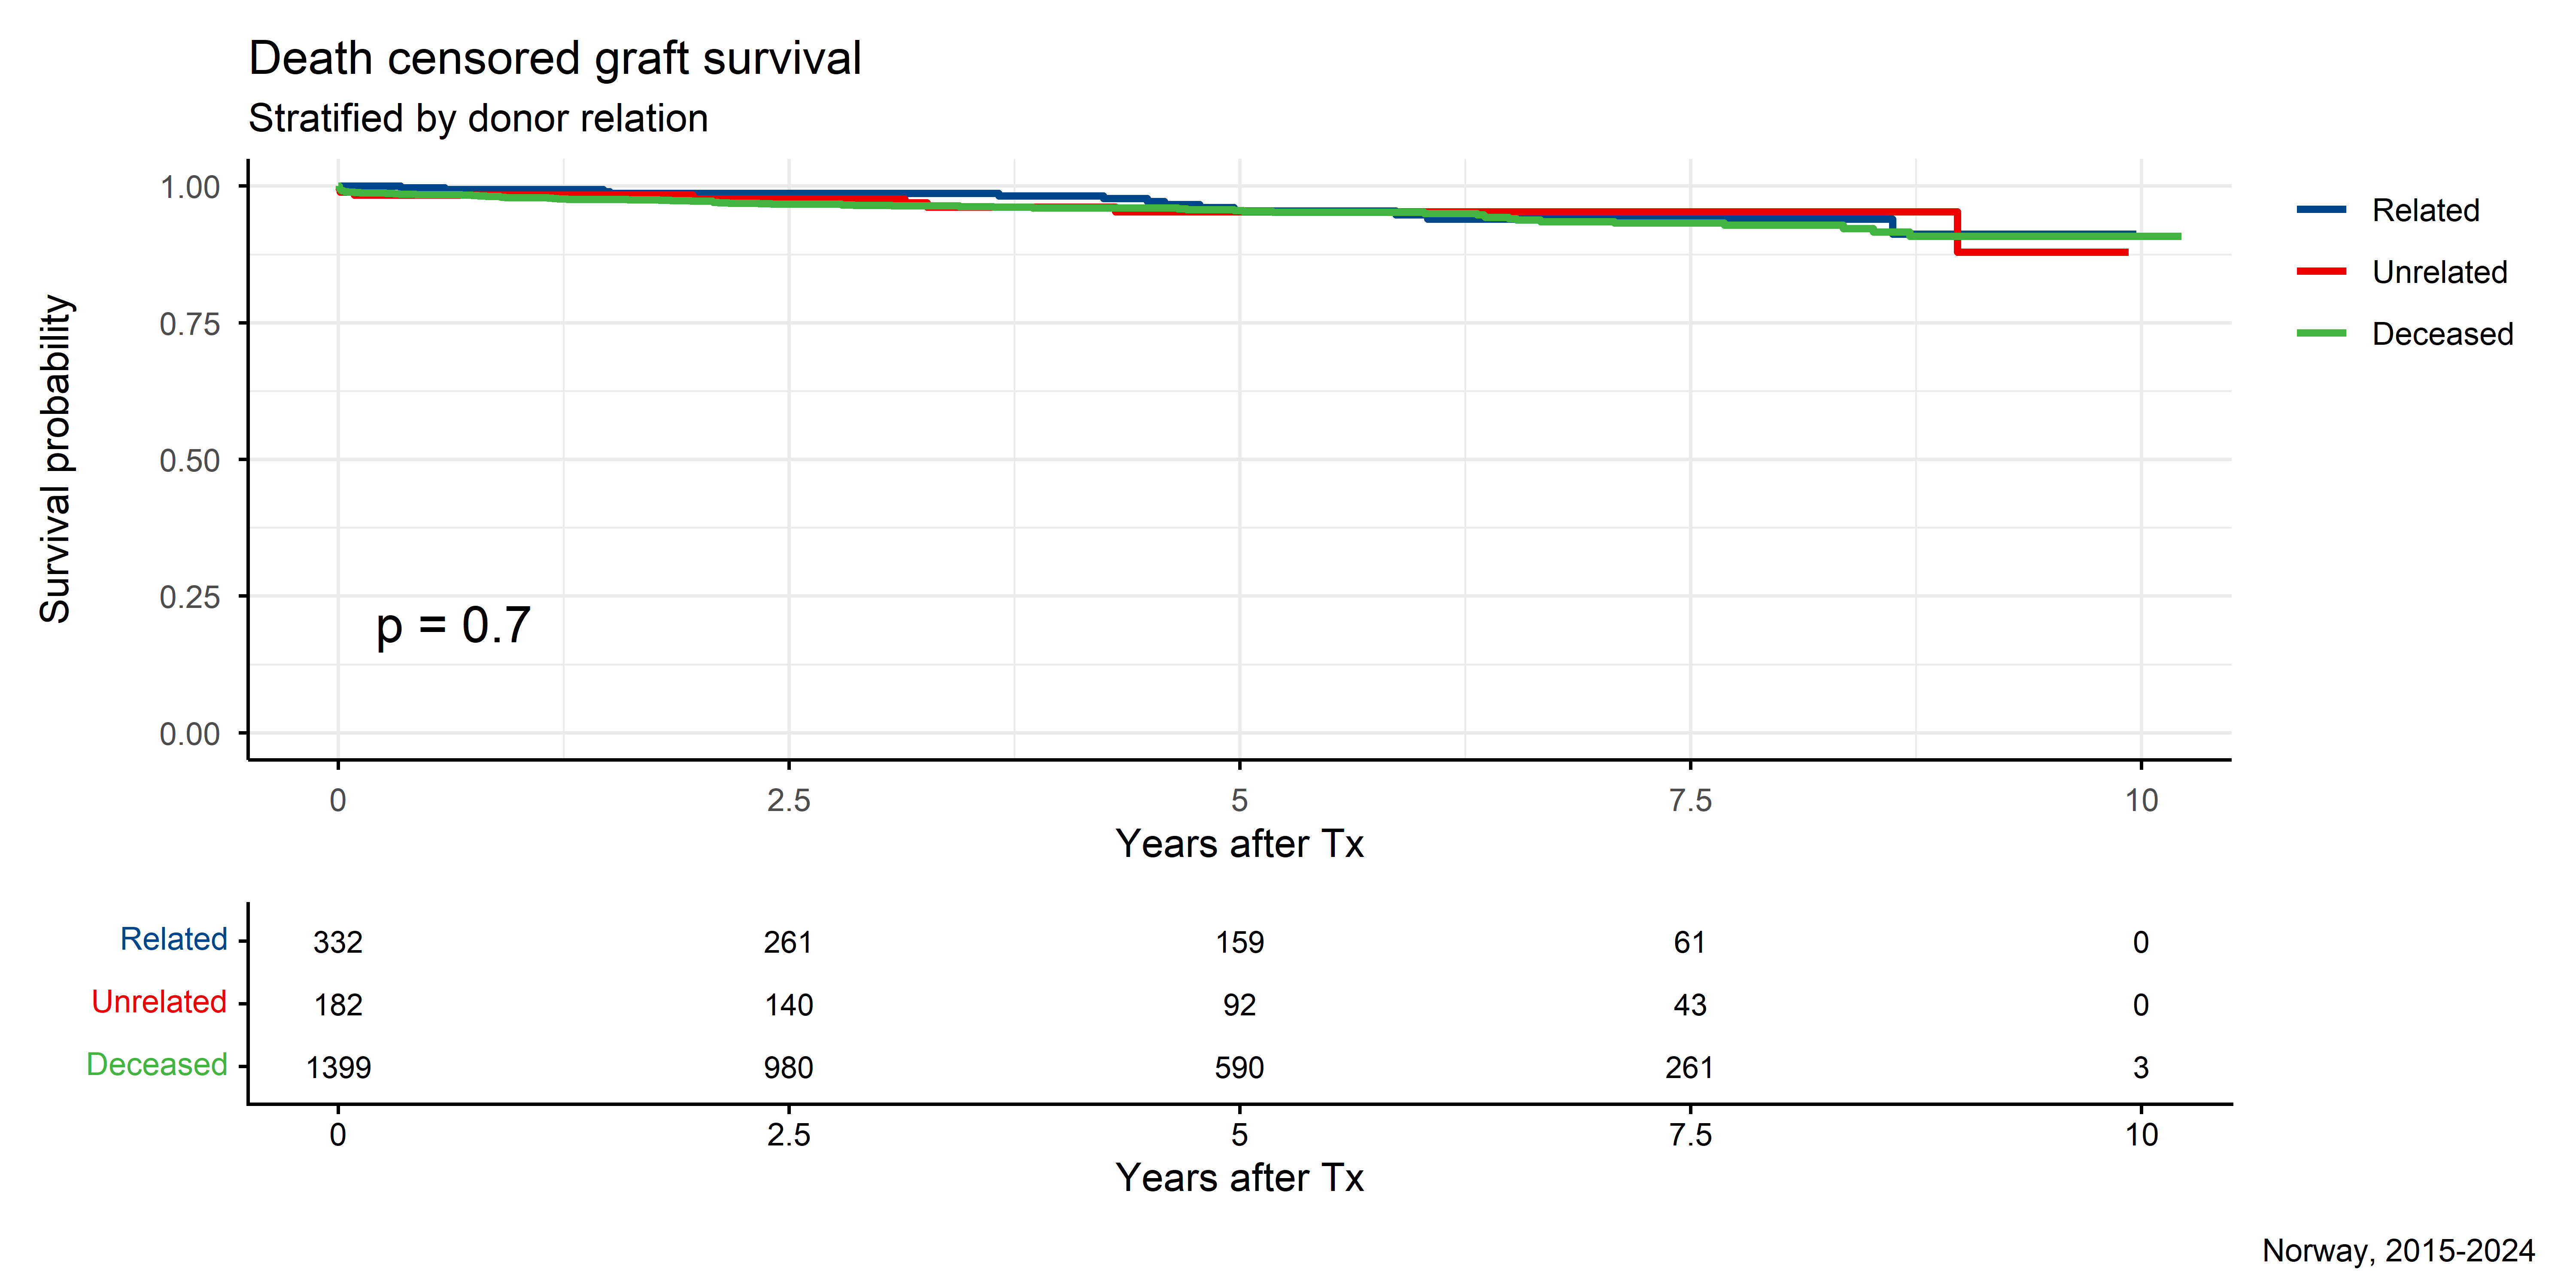 Death censored graft survival
Stratified by donor relation
Survival probability
1.00
0.75
0.50
0.25
0.00
p = 0.7
0 2.5 5 7.5 10
Years after Tx
Related
Unrelated
Deceased
Related 332 261 159 61 0
Unrelated 182 140 92 43 0
Deceased 1399 980 590 261 3
0 2.5 5 7.5 10
Years after Tx
Norway, 2015-2024